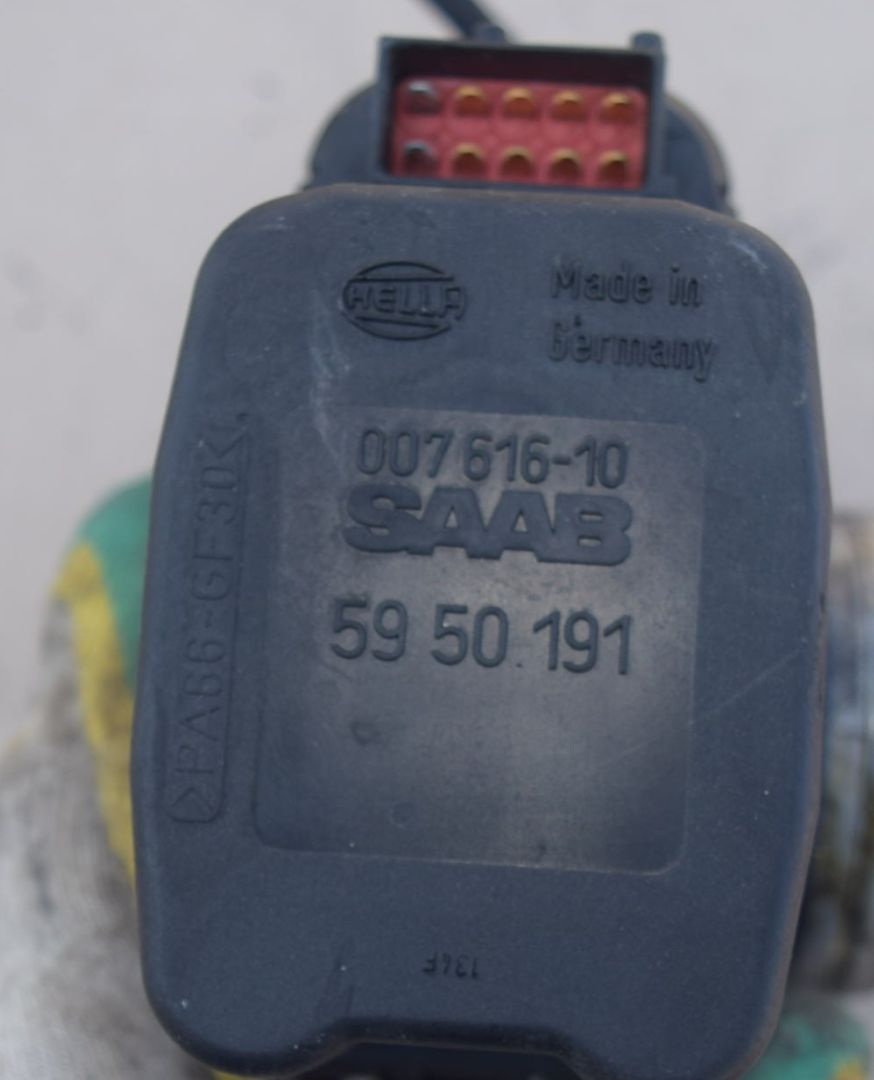 HELLA
Made in
Germany
007 616-10
SAAB
59 50 191
>PA66-GF30<